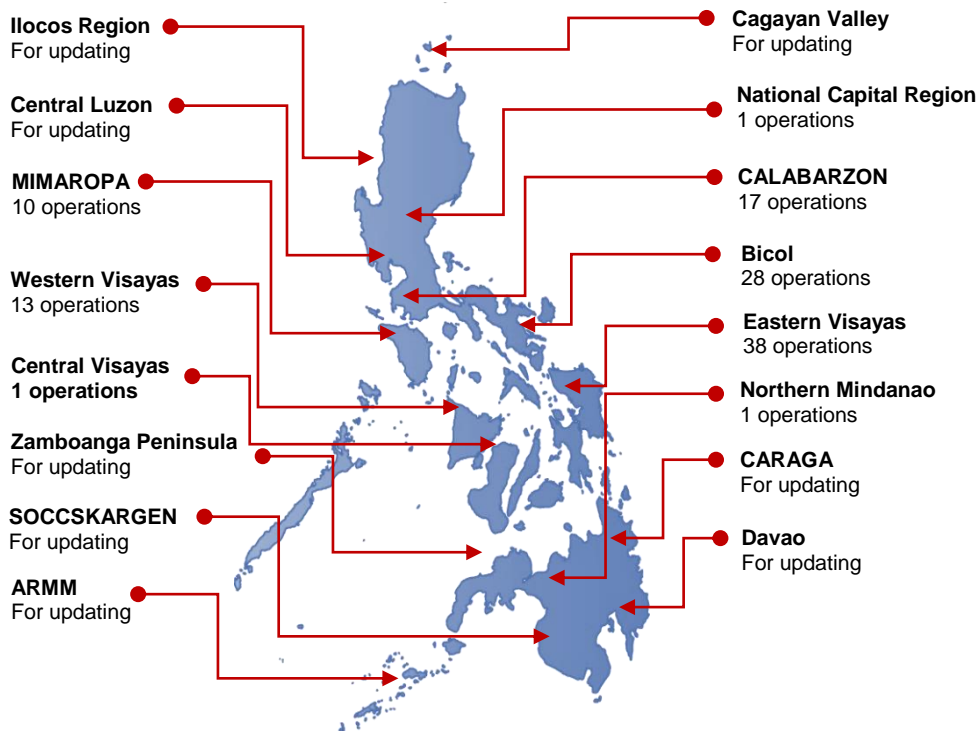 Ilocos Region
For updating
Central Luzon
For updating
MIMAROPA
10 operations
Western Visayas
13 operations
Central Visayas
1 operations
Zamboanga Peninsula
For updating
SOCCSKARGEN
For updating
ARMM
For updating
Cagayan Valley
For updating
National Capital Region
1 operations
CALABARZON
17 operations
Bicol
28 operations
Eastern Visayas
38 operations
Northern Mindanao
1 operations
CARAGA
For updating
Davao
For updating